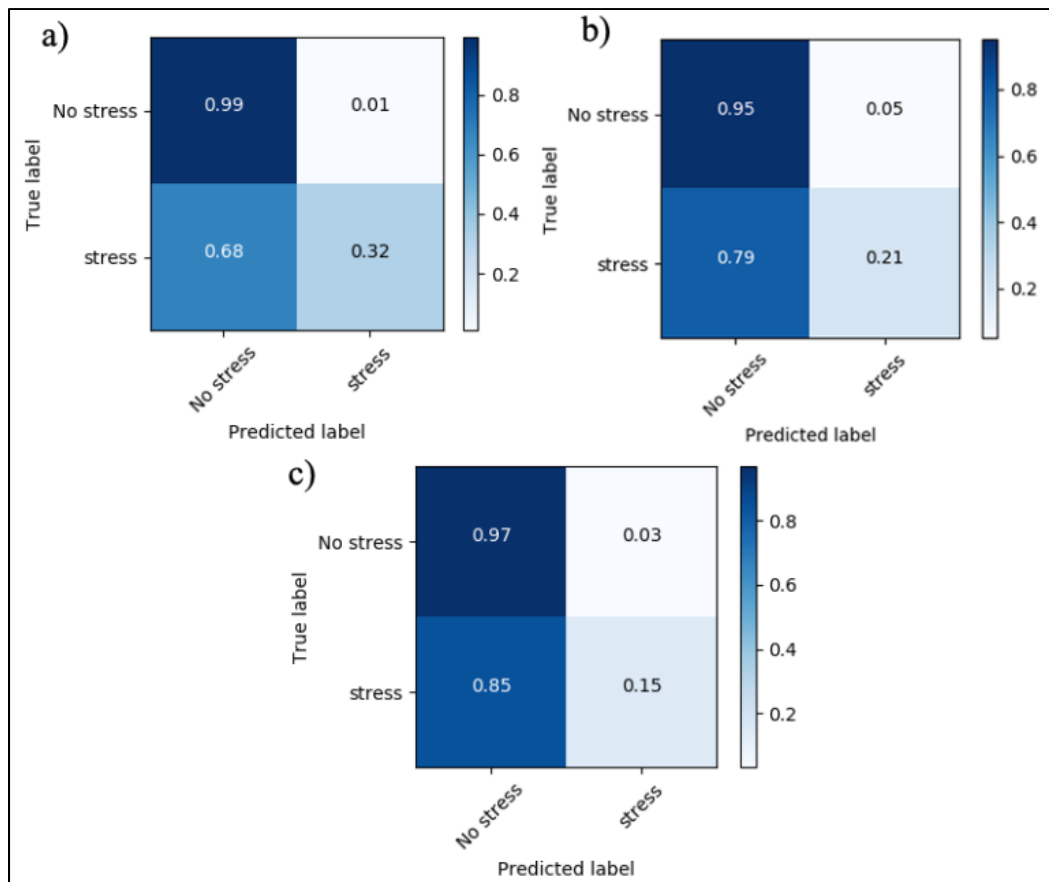 a)
No stress
stress
True label
0.99
0.01
0.68
0.32
0.8
0.6
0.4
0.2
No stress
stress
Predicted label
b)
No stress
stress
True label
0.95
0.05
0.79
0.21
0.8
0.6
0.4
0.2
No stress
stress
Predicted label
c)
No stress
stress
True label
0.97
0.03
0.85
0.15
0.8
0.6
0.4
0.2
No stress
stress
Predicted label